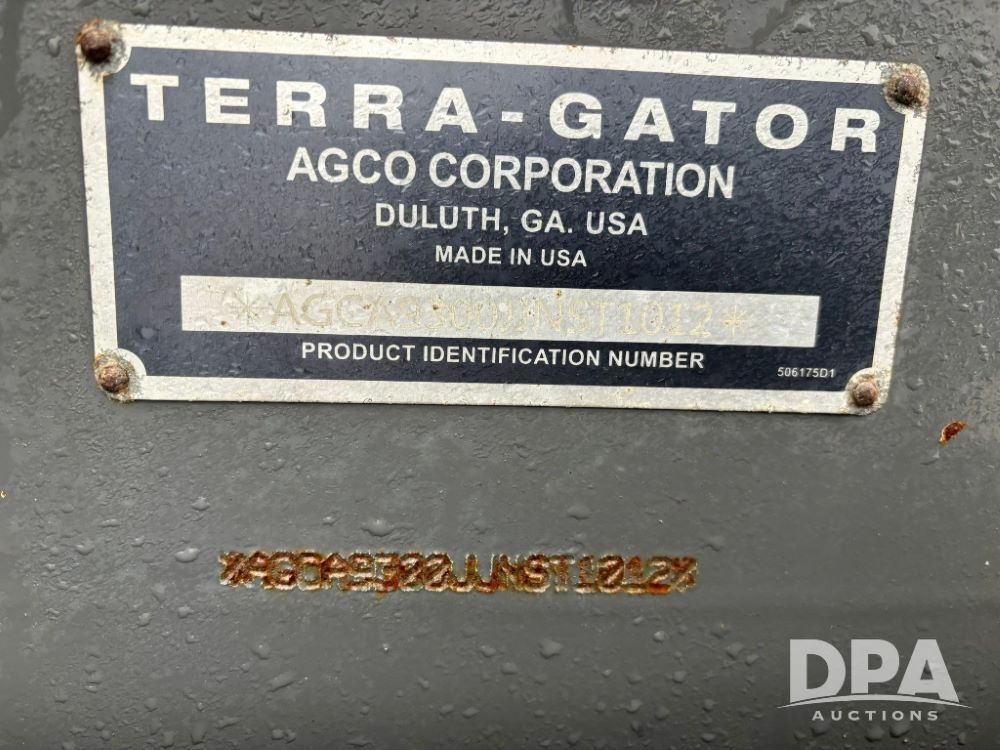 TERRA-GATOR
AGCO CORPORATION
DULUTH, GA. USA
MADE IN USA
*AGCA9300JJNST1012*
PRODUCT IDENTIFICATION NUMBER
506175D1
*AGCA9300JJNST1012*
DPA
AUCTIONS